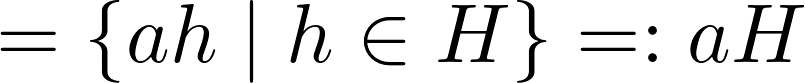 = {ah | h ∈ H} =: aH